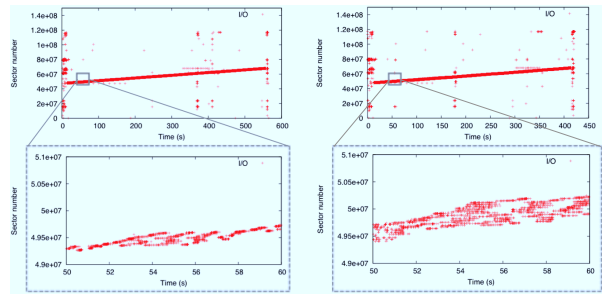 I/O
1.4e+08
1.2e+08
1e+08
8e+07
6e+07
4e+07
2e+07
0
Sector number
0 100 200 300 400 500 600
Time (s)
I/O
1.4e+08
1.2e+08
1e+08
8e+07
6e+07
4e+07
2e+07
0
Sector number
0 50 100 150 200 250 300 350 400 450
Time (s)
I/O
5.1e+07
5.05e+07
5e+07
4.95e+07
4.9e+07
Sector number
50 52 54 56 58 60
Time (s)
I/O
5.1e+07
5.05e+07
5e+07
4.95e+07
4.9e+07
Sector number
50 52 54 56 58 60
Time (s)